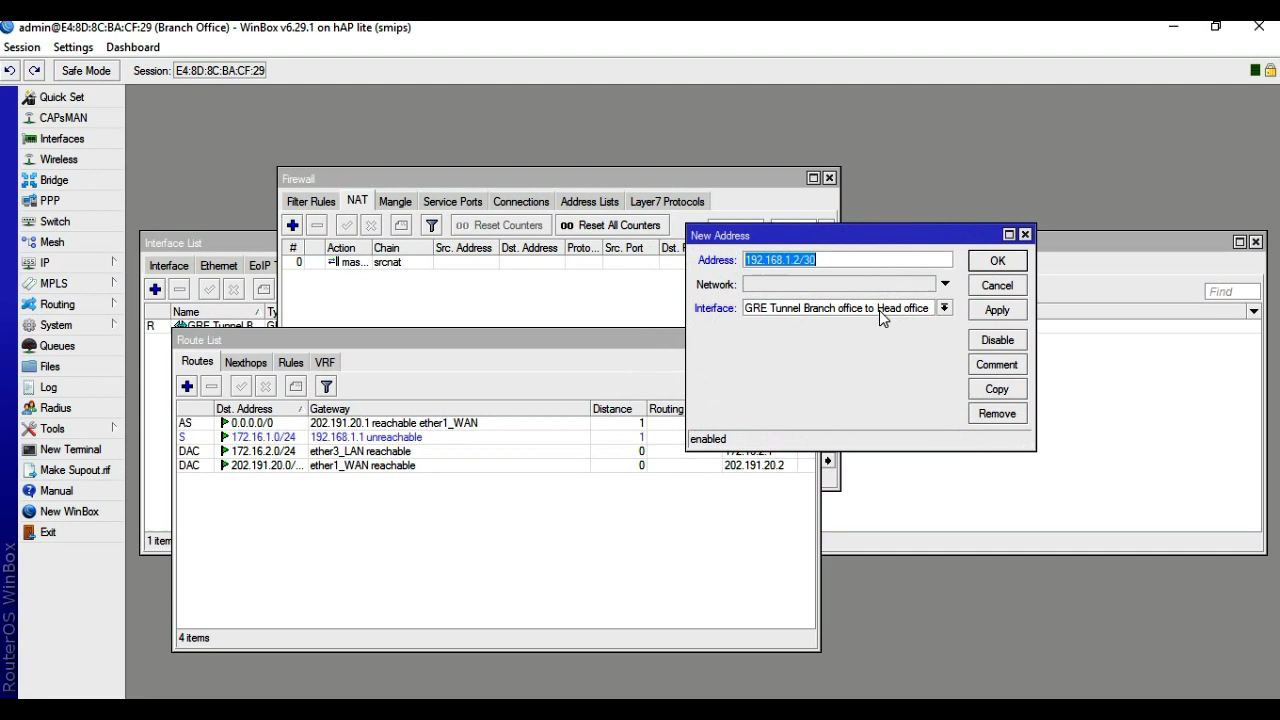 admin@E4:8D:8C:BA:CF:29 (Branch Office) - WinBox v6.29.1 on hAP lite (smips)
Session Settings Dashboard
Safe Mode Session: E4:8D:8C:BA:CF:29
Quick Set
CAPsMAN
Interfaces
Wireless
Bridge
PPP
Switch
Mesh
IP
MPLS
Routing
System
Queues
Files
Log
Radius
Tools
New Terminal
Make Supout.rif
Manual
New WinBox
Exit
RouterOS WinBox
Firewall
Filter Rules NAT Mangle Service Ports Connections Address Lists Layer7 Protocols
Reset Counters Reset All Counters
# Action Chain Src. Address Dst. Address Proto... Src. Port Dst.
0 mas... srcnat
Interface List
Interface Ethernet EoIP
Name
R GRE Tunnel B...
1 item
Find
Route List
Routes Nexthops Rules VRF
Dst. Address Gateway Distance Routing
AS 0.0.0.0/0 202.191.20.1 reachable ether1_WAN 1
S 172.16.1.0/24 192.168.1.1 unreachable 1
DAC 172.16.2.0/24 ether3_LAN reachable 0 172.16.2.1
DAC 202.191.20.0/... ether1_WAN reachable 0 202.191.20.2
4 items
New Address
Address: 192.168.1.2/30 OK
Network: Cancel
Interface: GRE Tunnel Branch office to Head office Apply
Disable
Comment
Copy
Remove
enabled